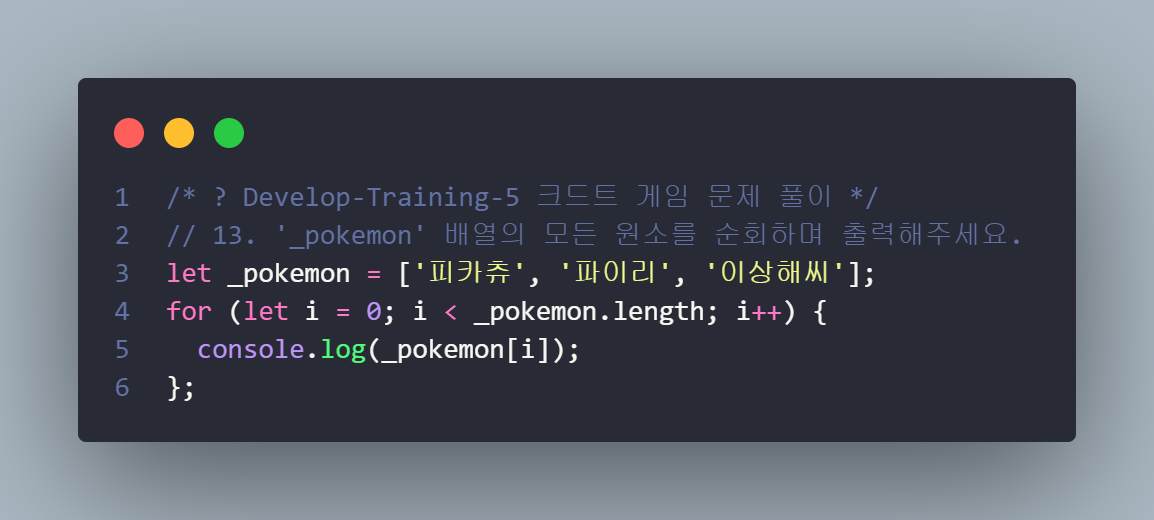 1 /* ? Develop-Training-5 크드트 게임 문제 풀이 */
2 // 13. '_pokemon' 배열의 모든 원소를 순회하며 출력해주세요.
3 let _pokemon = ['피카츄', '파이리', '이상해씨'];
4 for (let i = 0; i < _pokemon.length; i++) {
5   console.log(_pokemon[i]);
6 };